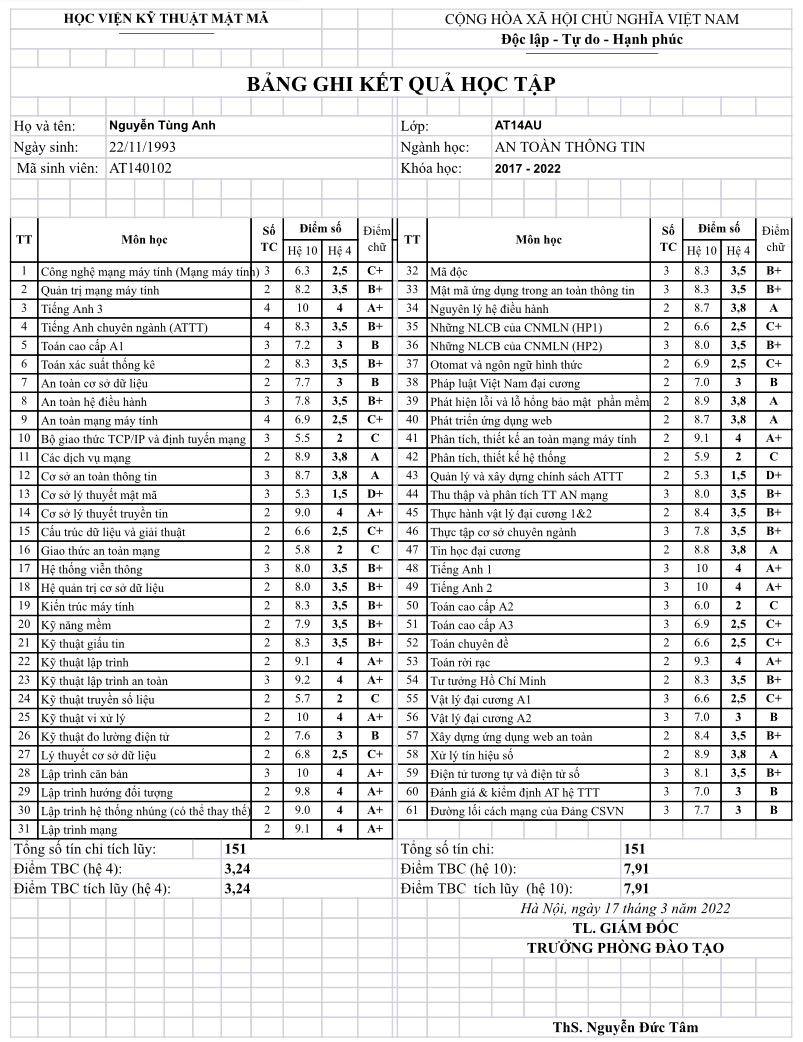 HỌC VIỆN KỸ THUẬT MẬT MÃ
CỘNG HÒA XÃ HỘI CHỦ NGHĨA VIỆT NAM
Độc lập - Tự do - Hạnh phúc
BẢNG GHI KẾT QUẢ HỌC TẬP
Họ và tên: Nguyễn Tùng Anh
Lớp: AT14AU
Ngày sinh: 22/11/1993
Ngành học: AN TOÀN THÔNG TIN
Mã sinh viên: AT140102
Khóa học: 2017 - 2022
TT Môn học Số TC Điểm số Điểm chữ
Hệ 10 Hệ 4
1 Công nghệ mạng máy tính (Mạng máy tính) 3 6.3 2,5 C+
2 Quản trị mạng máy tính 2 8.2 3,5 B+
3 Tiếng Anh 3 4 10 4 A+
4 Tiếng Anh chuyên ngành (ATTT) 4 8.3 3,5 B+
5 Toán cao cấp A1 3 7.2 3 B
6 Toán xác suất thống kê 2 8.3 3,5 B+
7 An toàn cơ sở dữ liệu 2 7.7 3 B
8 An toàn hệ điều hành 3 7.8 3,5 B+
9 An toàn mạng máy tính 4 6.9 2,5 C+
10 Bộ giao thức TCP/IP và định tuyến mạng 3 5.5 2 C
11 Các dịch vụ mạng 2 8.9 3,8 A
12 Cơ sở an toàn thông tin 3 8.7 3,8 A
13 Cơ sở lý thuyết mật mã 3 5.3 1,5 D+
14 Cơ sở lý thuyết truyền tin 2 9.0 4 A+
15 Cấu trúc dữ liệu và giải thuật 2 6.6 2,5 C+
16 Giao thức an toàn mạng 2 5.8 2 C
17 Hệ thống viễn thông 3 8.0 3,5 B+
18 Hệ quản trị cơ sở dữ liệu 2 8.0 3,5 B+
19 Kiến trúc máy tính 2 8.3 3,5 B+
20 Kỹ năng mềm 2 7.9 3,5 B+
21 Kỹ thuật giấu tin 2 8.3 3,5 B+
22 Kỹ thuật lập trình 2 9.1 4 A+
23 Kỹ thuật lập trình an toàn 3 9.2 4 A+
24 Kỹ thuật truyền số liệu 2 5.7 2 C
25 Kỹ thuật vi xử lý 2 10 4 A+
26 Kỹ thuật đo lường điện tử 2 7.6 3 B
27 Lý thuyết cơ sở dữ liệu 2 6.8 2,5 C+
28 Lập trình căn bản 3 10 4 A+
29 Lập trình hướng đối tượng 2 9.8 4 A+
30 Lập trình hệ thống nhúng (có thể thay thế) 2 9.0 4 A+
31 Lập trình mạng 2 9.1 4 A+
TT Môn học Số TC Điểm số Điểm chữ
Hệ 10 Hệ 4
32 Mã độc 3 8.3 3,5 B+
33 Mật mã ứng dụng trong an toàn thông tin 3 8.3 3,5 B+
34 Nguyên lý hệ điều hành 2 8.7 3,8 A
35 Những NLCB của CNMLN (HP1) 2 6.6 2,5 C+
36 Những NLCB của CNMLN (HP2) 3 8.0 3,5 B+
37 Otomat và ngôn ngữ hình thức 2 6.9 2,5 C+
38 Pháp luật Việt Nam đại cương 2 7.0 3 B
39 Phát hiện lỗi và lỗ hổng bảo mật phần mềm 2 8.9 3,8 A
40 Phát triển ứng dụng web 2 8.7 3,8 A
41 Phân tích, thiết kế an toàn mạng máy tính 2 9.1 4 A+
42 Phân tích, thiết kế hệ thống 2 5.9 2 C
43 Quản lý và xây dựng chính sách ATTT 2 5.3 1,5 D+
44 Thu thập và phân tích TT AN mạng 3 8.0 3,5 B+
45 Thực hành vật lý đại cương 1&2 2 8.4 3,5 B+
46 Thực tập cơ sở chuyên ngành 3 7.8 3,5 B+
47 Tin học đại cương 2 8.8 3,8 A
48 Tiếng Anh 1 3 10 4 A+
49 Tiếng Anh 2 3 10 4 A+
50 Toán cao cấp A2 3 6.0 2 C
51 Toán cao cấp A3 3 6.9 2,5 C+
52 Toán chuyên đề 2 6.6 2,5 C+
53 Toán rời rạc 2 9.3 4 A+
54 Tư tưởng Hồ Chí Minh 2 8.3 3,5 B+
55 Vật lý đại cương A1 3 6.6 2,5 C+
56 Vật lý đại cương A2 3 7.0 3 B
57 Xây dựng ứng dụng web an toàn 2 8.4 3,5 B+
58 Xử lý tín hiệu số 2 8.9 3,8 A
59 Điện tử tương tự và điện tử số 3 8.1 3,5 B+
60 Đánh giá & kiểm định AT hệ TTT 2 7.0 3 B
61 Đường lối cách mạng của Đảng CSVN 3 7.7 3 B
Tổng số tín chỉ tích lũy: 151
Tổng số tín chỉ: 151
Điểm TBC (hệ 4): 3,24
Điểm TBC (hệ 10): 7,91
Điểm TBC tích lũy (hệ 4): 3,24
Điểm TBC tích lũy (hệ 10): 7,91
Hà Nội, ngày 17 tháng 3 năm 2022
TL. GIÁM ĐỐC
TRƯỞNG PHÒNG ĐÀO TẠO
ThS. Nguyễn Đức Tâm